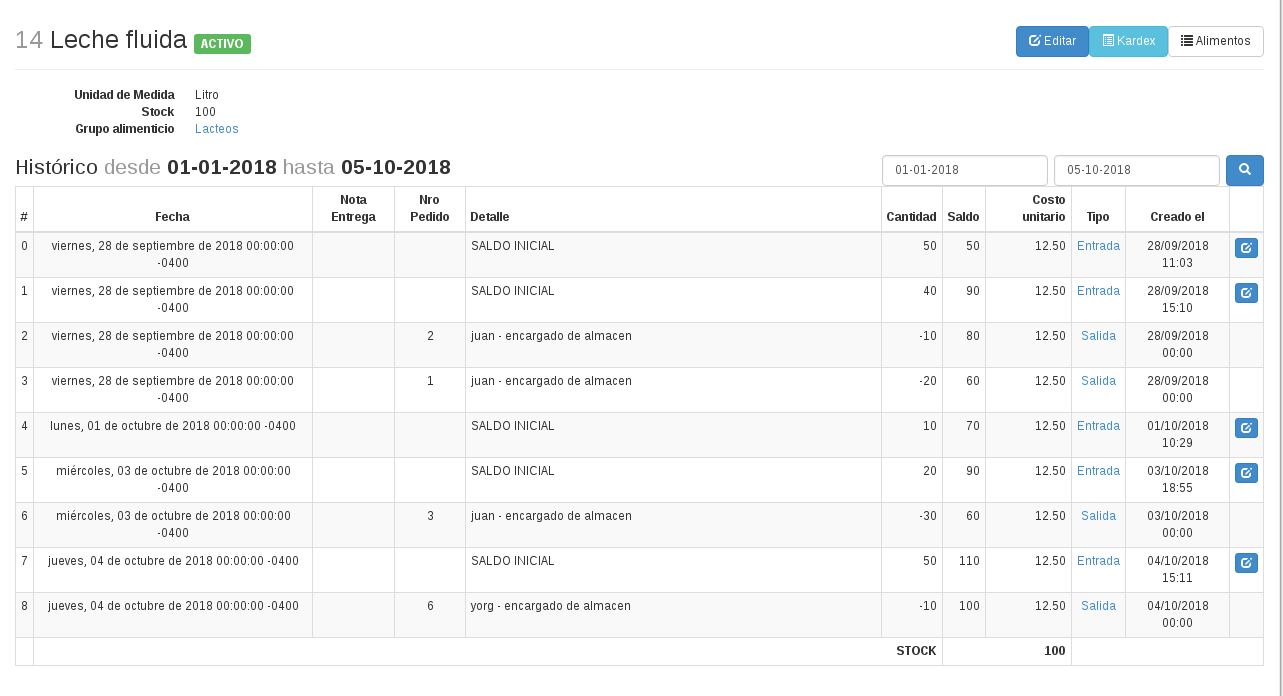 14 Leche fluida ACTIVO
Editar Kardex Alimentos
Unidad de Medida Litro
Stock 100
Grupo alimenticio Lacteos
Histórico desde 01-01-2018 hasta 05-10-2018
01-01-2018 05-10-2018
# Fecha Nota Entrega Nro Pedido Detalle Cantidad Saldo Costo unitario Tipo Creado el
0 viernes, 28 de septiembre de 2018 00:00:00 -0400 SALDO INICIAL 50 50 12.50 Entrada 28/09/2018 11:03
1 viernes, 28 de septiembre de 2018 00:00:00 -0400 SALDO INICIAL 40 90 12.50 Entrada 28/09/2018 15:10
2 viernes, 28 de septiembre de 2018 00:00:00 -0400 2 juan - encargado de almacen -10 80 12.50 Salida 28/09/2018 00:00
3 viernes, 28 de septiembre de 2018 00:00:00 -0400 1 juan - encargado de almacen -20 60 12.50 Salida 28/09/2018 00:00
4 lunes, 01 de octubre de 2018 00:00:00 -0400 SALDO INICIAL 10 70 12.50 Entrada 01/10/2018 10:29
5 miércoles, 03 de octubre de 2018 00:00:00 -0400 SALDO INICIAL 20 90 12.50 Entrada 03/10/2018 18:55
6 miércoles, 03 de octubre de 2018 00:00:00 -0400 3 juan - encargado de almacen -30 60 12.50 Salida 03/10/2018 00:00
7 jueves, 04 de octubre de 2018 00:00:00 -0400 SALDO INICIAL 50 110 12.50 Entrada 04/10/2018 15:11
8 jueves, 04 de octubre de 2018 00:00:00 -0400 6 yorg - encargado de almacen -10 100 12.50 Salida 04/10/2018 00:00
STOCK 100